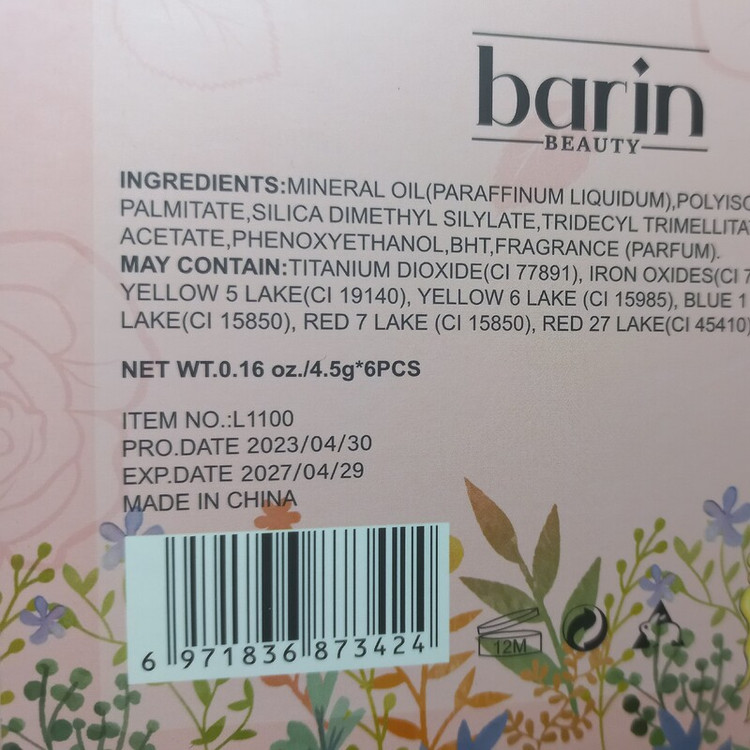 barin
BEAUTY
INGREDIENTS:MINERAL OIL(PARAFFINUM LIQUIDUM),POLYISO
PALMITATE,SILICA DIMETHYL SILYLATE,TRIDECYL TRIMELLITA
ACETATE,PHENOXYETHANOL,BHT,FRAGRANCE (PARFUM).
MAY CONTAIN:TITANIUM DIOXIDE(CI 77891), IRON OXIDES(CI 7
YELLOW 5 LAKE(CI 19140), YELLOW 6 LAKE (CI 15985), BLUE 1
LAKE(CI 15850), RED 7 LAKE (CI 15850), RED 27 LAKE(CI 45410)
NET WT.0.16 oz./4.5g*6PCS
ITEM NO.:L1100
PRO.DATE 2023/04/30
EXP.DATE 2027/04/29
MADE IN CHINA
6 971836 873424
12M